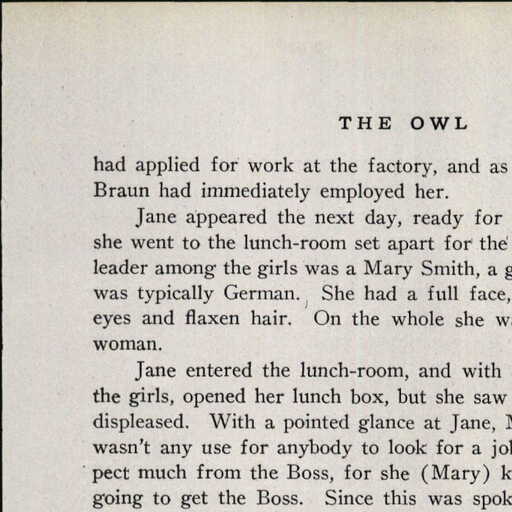 THE OWL
had applied for work at the factory, and as
Braun had immediately employed her.
Jane appeared the next day, ready for
she went to the lunch-room set apart for the
leader among the girls was a Mary Smith, a
was typically German. She had a full face,
eyes and flaxen hair. On the whole she
woman.
Jane entered the lunch-room, and with
the girls, opened her lunch box, but she saw
displeased. With a pointed glance at Jane,
wasn't any use for anybody to look for a
pect much from the Boss, for she (Mary)
going to get the Boss. Since this was